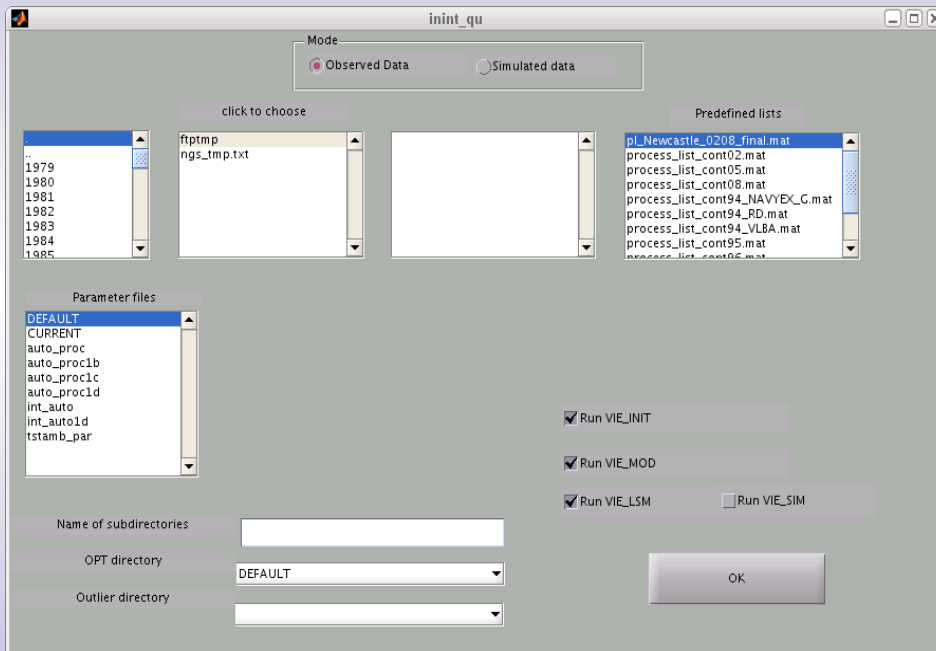 inint_qu
Mode
Observed Data
Simulated data
click to choose
Predefined lists
.
..
1979
1980
1981
1982
1983
1984
1985
ftptmp
ngs_tmp.txt
pl_Newcastle_0208_final.mat
process_list_cont02.mat
process_list_cont05.mat
process_list_cont08.mat
process_list_cont94_NAVYEX_G.mat
process_list_cont94_RD.mat
process_list_cont94_VLBA.mat
process_list_cont95.mat
process_list_cont96.mat
Parameter files
DEFAULT
CURRENT
auto_proc
auto_proc1b
auto_proc1c
auto_proc1d
int_auto
int_auto1d
tstamb_par
Run VIE_INIT
Run VIE_MOD
Run VIE_LSM
Run VIE_SIM
Name of subdirectories
OPT directory
DEFAULT
Outlier directory
OK